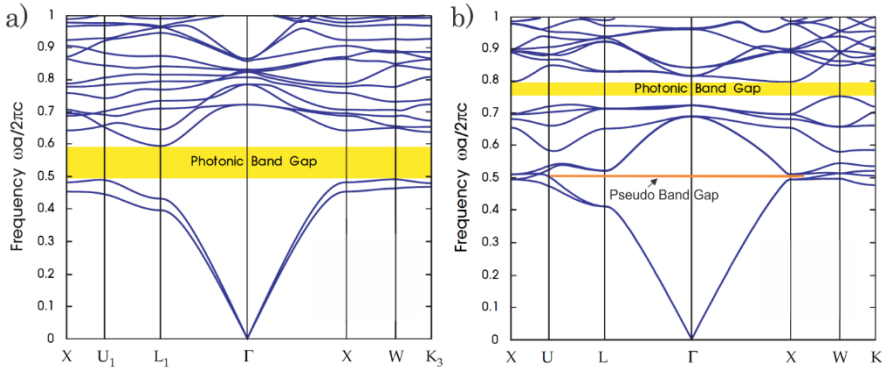 a)
Frequency ωa/2πc
1
0.9
0.8
0.7
0.6
0.5
0.4
0.3
0.2
0.1
0
Photonic Band Gap
X U₁ L₁ Γ X W K₃
b)
Frequency ωa/2πc
1
0.9
0.8
0.7
0.6
0.5
0.4
0.3
0.2
0.1
0
Photonic Band Gap
Pseudo Band Gap
X U L Γ X W K